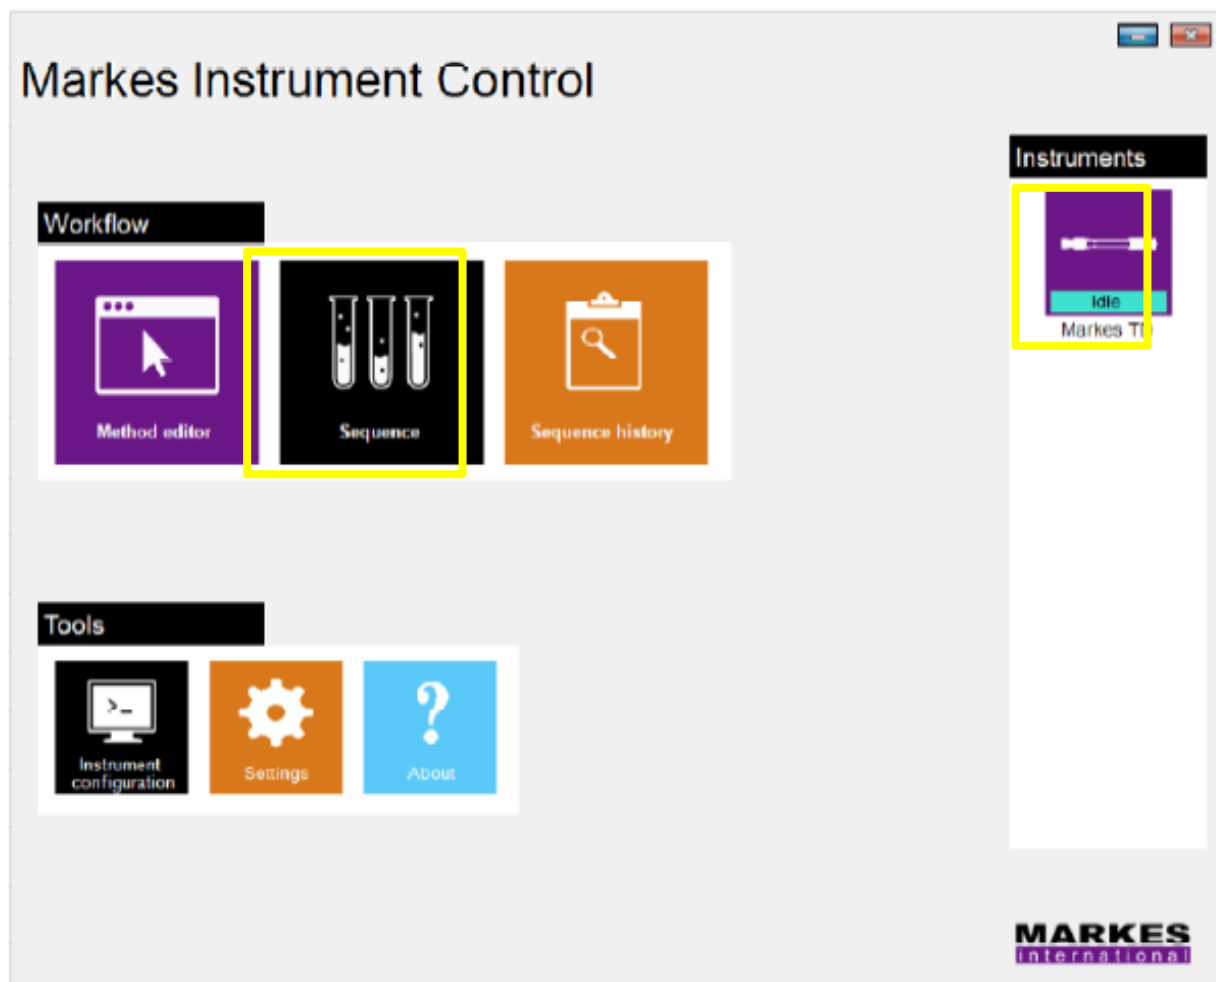 Markes Instrument Control
Instruments
Idle
Markes TD
Workflow
Method editor
Sequence
Sequence history
Tools
>_
Instrument
configuration
Settings
?
About
MARKES
international